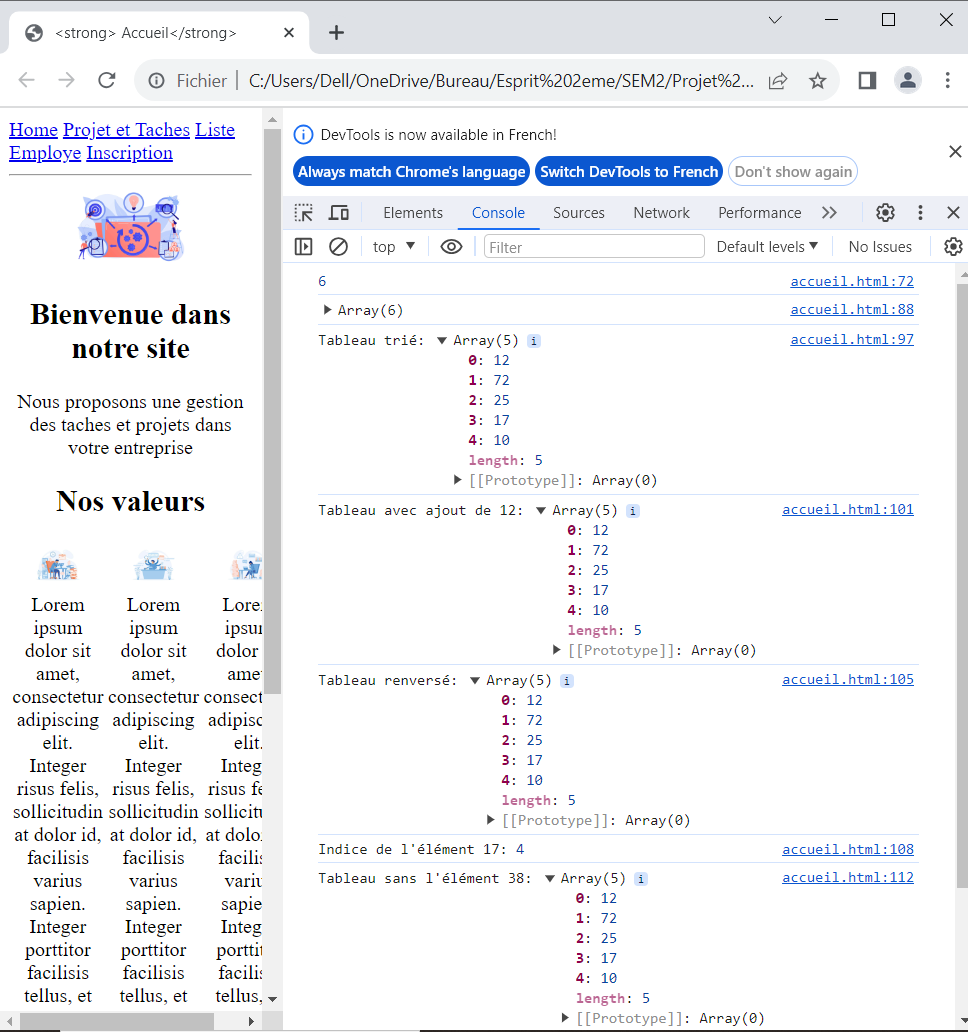 <strong> Accueil</strong>
Fichier
C:/Users/Dell/OneDrive/Bureau/Esprit%202eme/SEM2/Projet%2...
Home Projet et Taches Liste
Employe Inscription
Bienvenue dans
notre site
Nous proposons une gestion
des taches et projets dans
votre entreprise
Nos valeurs
Lorem
ipsum
dolor sit
amet,
consectetur
adipiscing
elit.
Integer
risus felis,
sollicitudin
at dolor id,
facilisis
varius
sapien.
Integer
porttitor
facilisis
tellus, et
Lorem
ipsum
dolor sit
amet,
consectetur
adipiscing
elit.
Integer
risus felis,
sollicitudin
at dolor id,
facilisis
varius
sapien.
Integer
porttitor
facilisis
tellus, et
Lore
ipsu
dolor
amet,
consect
adipisc
elit.
Integ
risus fe
sollicit
at dolo
facili
variu
sapie
Integ
portti
facilis
tellus,
DevTools is now available in French!
Always match Chrome's language Switch DevTools to French Don't show again
Elements Console Sources Network Performance
top Filter Default levels No Issues
6 accueil.html:72
Array(6) accueil.html:88
Tableau trié: Array(5) i accueil.html:97
0: 12
1: 72
2: 25
3: 17
4: 10
length: 5
[[Prototype]]: Array(0)
Tableau avec ajout de 12: Array(5) i accueil.html:101
0: 12
1: 72
2: 25
3: 17
4: 10
length: 5
[[Prototype]]: Array(0)
Tableau renversé: Array(5) i accueil.html:105
0: 12
1: 72
2: 25
3: 17
4: 10
length: 5
[[Prototype]]: Array(0)
Indice de l'élément 17: 4 accueil.html:108
Tableau sans l'élément 38: Array(5) i accueil.html:112
0: 12
1: 72
2: 25
3: 17
4: 10
length: 5
[[Prototype]]: Array(0)